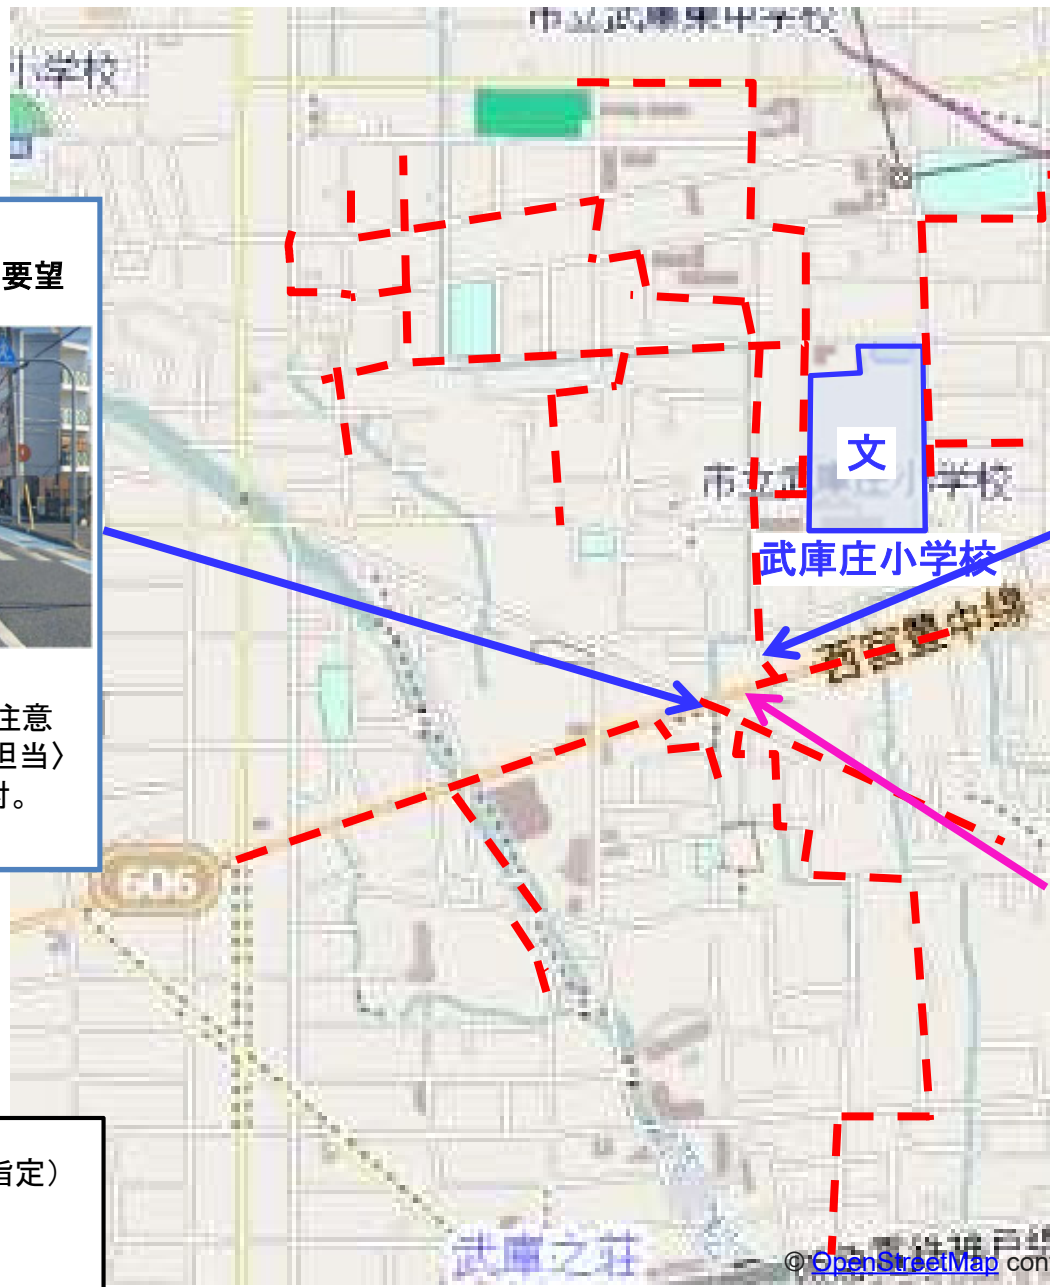 市立武庫東中学校
小学校
要望
文
市立武庫庄小学校
武庫庄小学校
西宮豊中線
注意
担当〉
討。
606
指定）
武庫之荘
© OpenStreetMap con